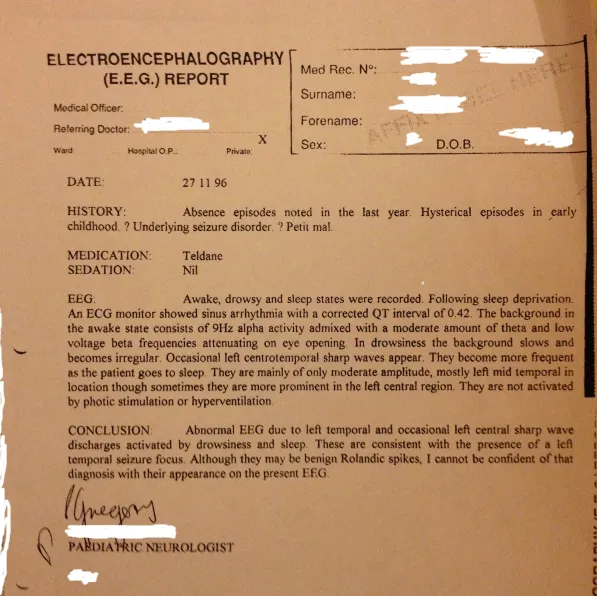 ELECTROENCEPHALOGRAPHY
(E.E.G.) REPORT
Medical Officer:
Referring Doctor:
Ward: Hospital O.P.: Private: X
Med Rec. Nº:
Surname:
Forename:
Sex: D.O.B.
AFFIX LABEL HERE
DATE: 27 11 96
HISTORY: Absence episodes noted in the last year. Hysterical episodes in early
childhood. ? Underlying seizure disorder. ? Petit mal.
MEDICATION: Teldane
SEDATION: Nil
EEG: Awake, drowsy and sleep states were recorded. Following sleep deprivation.
An ECG monitor showed sinus arrhythmia with a corrected QT interval of 0.42. The background in
the awake state consists of 9Hz alpha activity admixed with a moderate amount of theta and low
voltage beta frequencies attenuating on eye opening. In drowsiness the background slows and
becomes irregular. Occasional left centrotemporal sharp waves appear. They become more frequent
as the patient goes to sleep. They are mainly of only moderate amplitude, mostly left mid temporal in
location though sometimes they are more prominent in the left central region. They are not activated
by photic stimulation or hyperventilation.
CONCLUSION: Abnormal EEG due to left temporal and occasional left central sharp wave
discharges activated by drowsiness and sleep. These are consistent with the presence of a left
temporal seizure focus. Although they may be benign Rolandic spikes, I cannot be confident of that
diagnosis with their appearance on the present EEG.
Gregory
PAEDIATRIC NEUROLOGIST